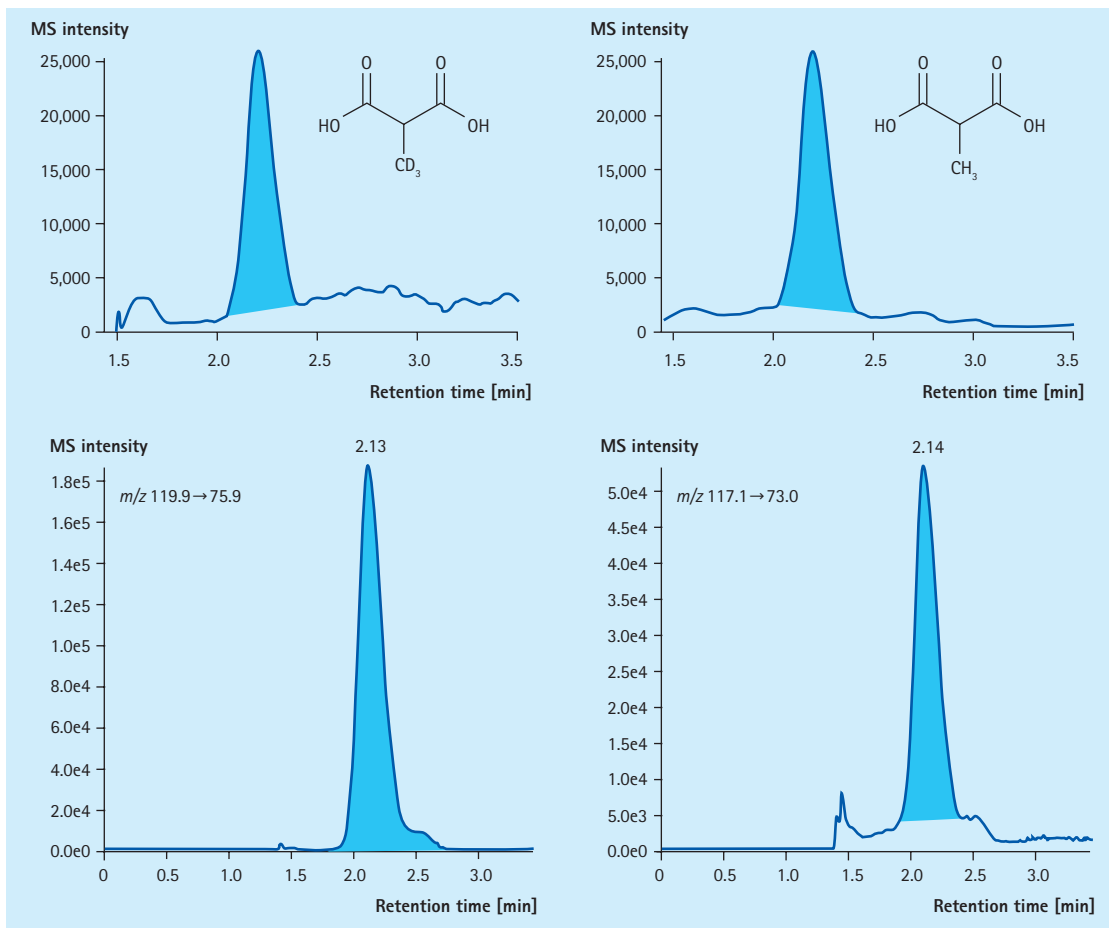 MS intensity
25,000
20,000
15,000
10,000
5,000
0
O O
HO OH
CD3
1.5 2.0 2.5 3.0 3.5
Retention time [min]
MS intensity
25,000
20,000
15,000
10,000
5,000
0
O O
HO OH
CH3
1.5 2.0 2.5 3.0 3.5
Retention time [min]
MS intensity
2.13
m/z 119.9→75.9
1.8e5
1.6e5
1.4e5
1.2e5
1.0e5
8.0e4
6.0e4
4.0e4
2.0e4
0.0e0
0 0.5 1.0 1.5 2.0 2.5 3.0
Retention time [min]
MS intensity
2.14
m/z 117.1→73.0
5.0e4
4.5e4
4.0e4
3.5e4
3.0e4
2.5e4
2.0e4
1.5e4
1.0e4
5.0e3
0.0e0
0 0.5 1.0 1.5 2.0 2.5 3.0
Retention time [min]